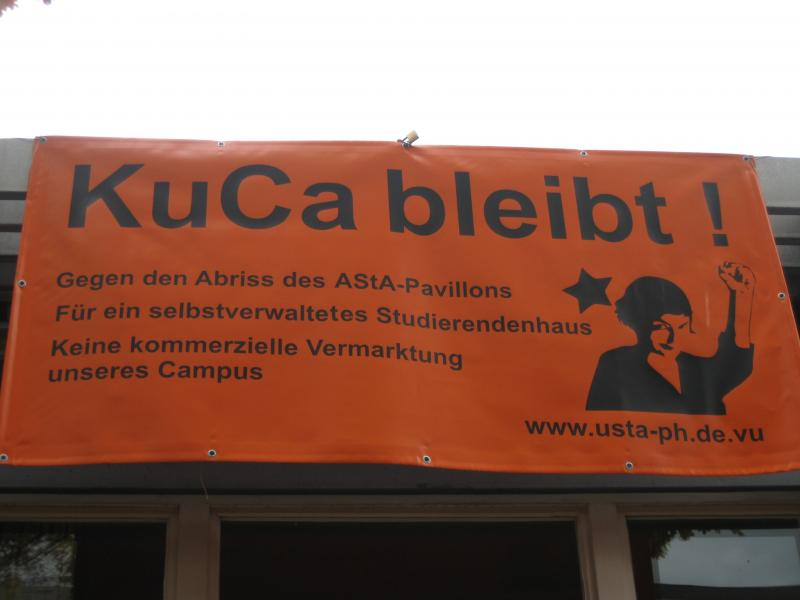 KuCa bleibt !
Gegen den Abriss des AStA-Pavillons
Für ein selbstverwaltetes Studierendenhaus
Keine kommerzielle Vermarktung
unseres Campus
www.usta-ph.de.vu